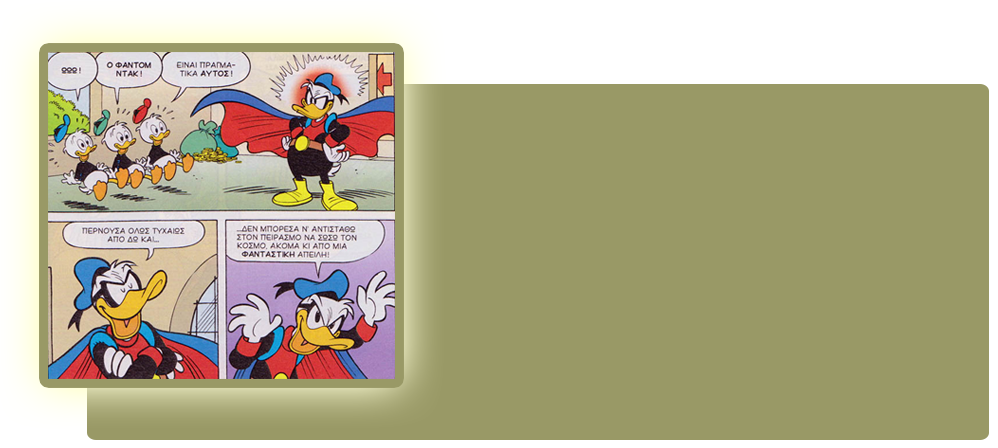 ΩΩΩ!
Ο ΦΑΝΤΟΜ
ΝΤΑΚ!
ΕΙΝΑΙ ΠΡΑΓΜΑ-
ΤΙΚΑ ΑΥΤΟΣ!
ΠΕΡΝΟΥΣΑ ΟΛΩΣ ΤΥΧΑΙΩΣ
ΑΠΟ ΔΩ ΚΑΙ...
...ΔΕΝ ΜΠΟΡΕΣΑ Ν' ΑΝΤΙΣΤΑΘΩ
ΣΤΟΝ ΠΕΙΡΑΣΜΟ ΝΑ ΣΩΣΩ ΤΟΝ
ΚΟΣΜΟ, ΑΚΟΜΑ ΚΙ ΑΠΟ ΜΙΑ
ΦΑΝΤΑΣΤΙΚΗ ΑΠΕΙΛΗ!